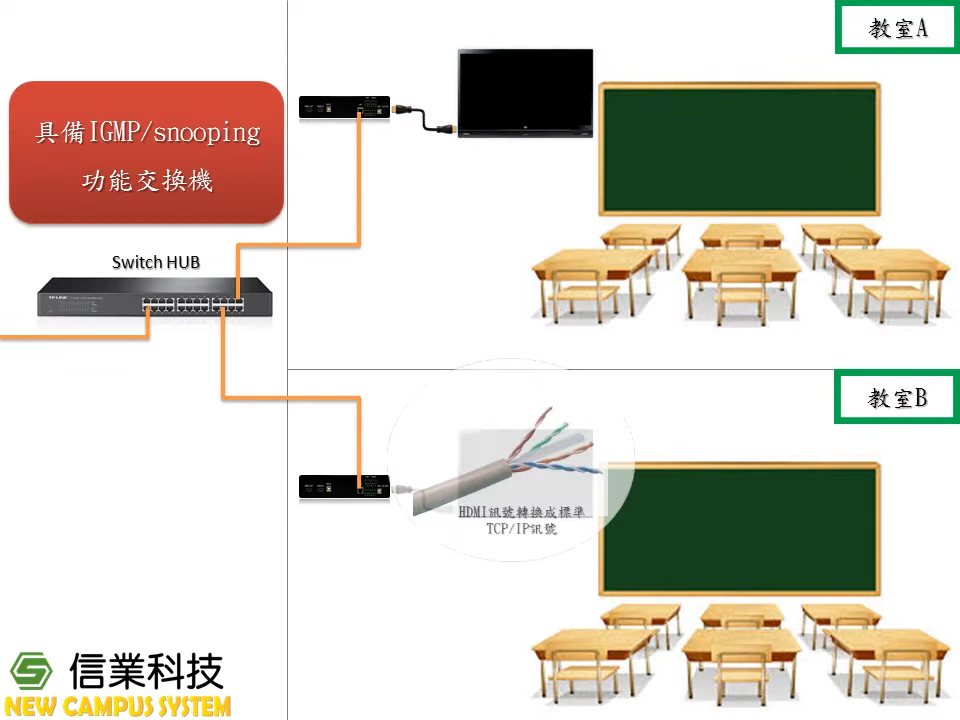 教室A
具備IGMP/snooping
功能交換機
Switch HUB
TP-LINK
教室B
HDMI訊號轉換成標準
TCP/IP訊號
信業科技
NEW CAMPUS SYSTEM